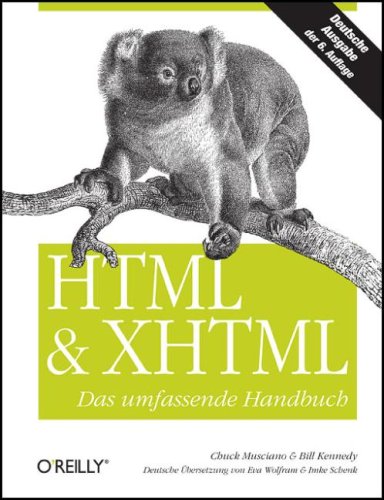 Deutsche
Ausgabe
der 6. Auflage
HTML
& XHTML
Das umfassende Handbuch
Chuck Musciano & Bill Kennedy
O'REILLY®
Deutsche Übersetzung von Eva Wolfram & Imke Schenk